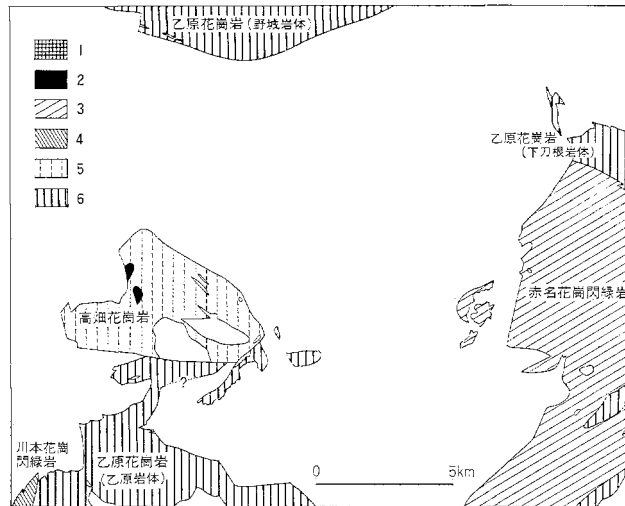 乙原花崗岩(野城岩体)
1
2
3
4
5
6
乙原花崗岩
(下刀根岩体)
赤名花崗閃緑岩
高畑花崗岩
?
川本花崗
閃緑岩
乙原花崗岩
(乙原岩体)
0
5km